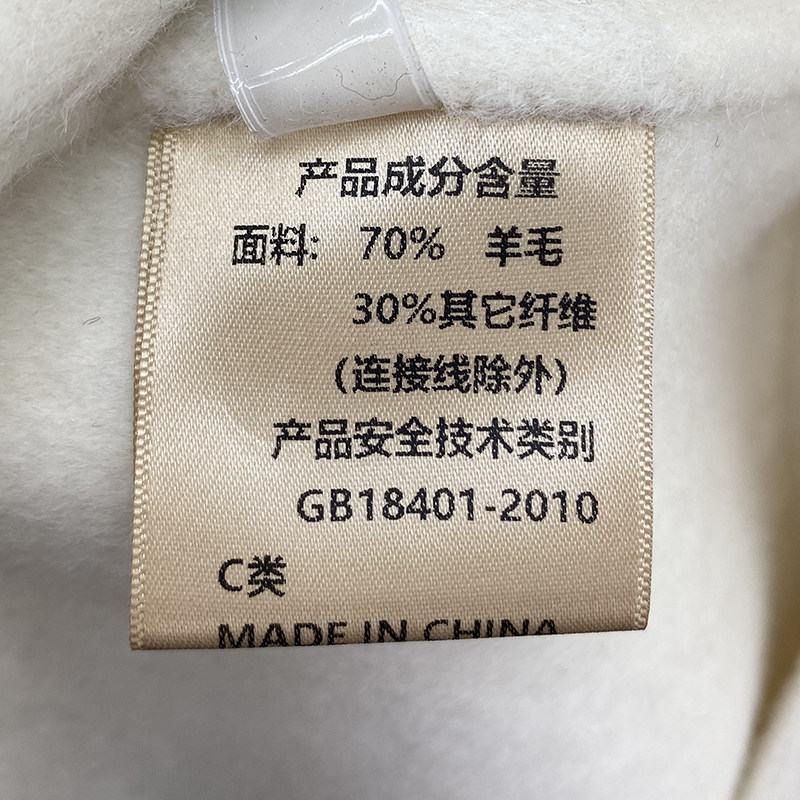 产品成分含量
面料: 70% 羊毛
30%其它纤维
(连接线除外)
产品安全技术类别
GB18401-2010
C类
MADE IN CHINA